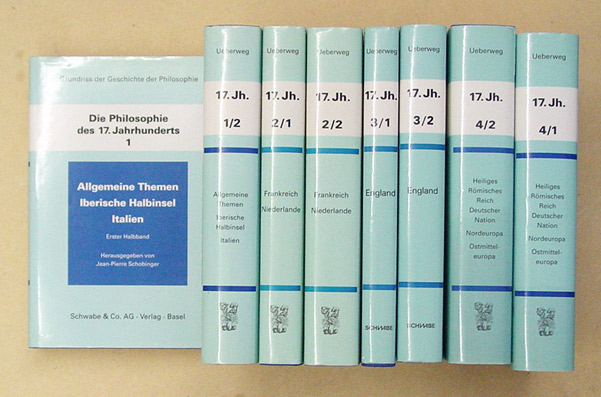 Grundriss der Geschichte der Philosophie
Die Philosophie
des 17. Jahrhunderts
1
Allgemeine Themen
Iberische Halbinsel
Italien
Erster Halbband
Herausgegeben von
Jean-Pierre Schobinger
Schwabe & Co. AG · Verlag · Basel
Ueberweg
17. Jh.
1/2
Allgemeine
Themen
Iberische
Halbinsel
Italien
Ueberweg
17. Jh.
2/1
Frankreich
Niederlande
Ueberweg
17. Jh.
2/2
Frankreich
Niederlande
Ueberweg
17. Jh.
3/1
England
SCHWABE
Ueberweg
17. Jh.
3/2
England
SCHWABE
Ueberweg
17. Jh.
4/2
Heiliges
Römisches
Reich
Deutscher
Nation
Nordeuropa
Ostmittel-
europa
Ueberweg
17. Jh.
4/1
Heiliges
Römisches
Reich
Deutscher
Nation
Nordeuropa
Ostmittel-
europa